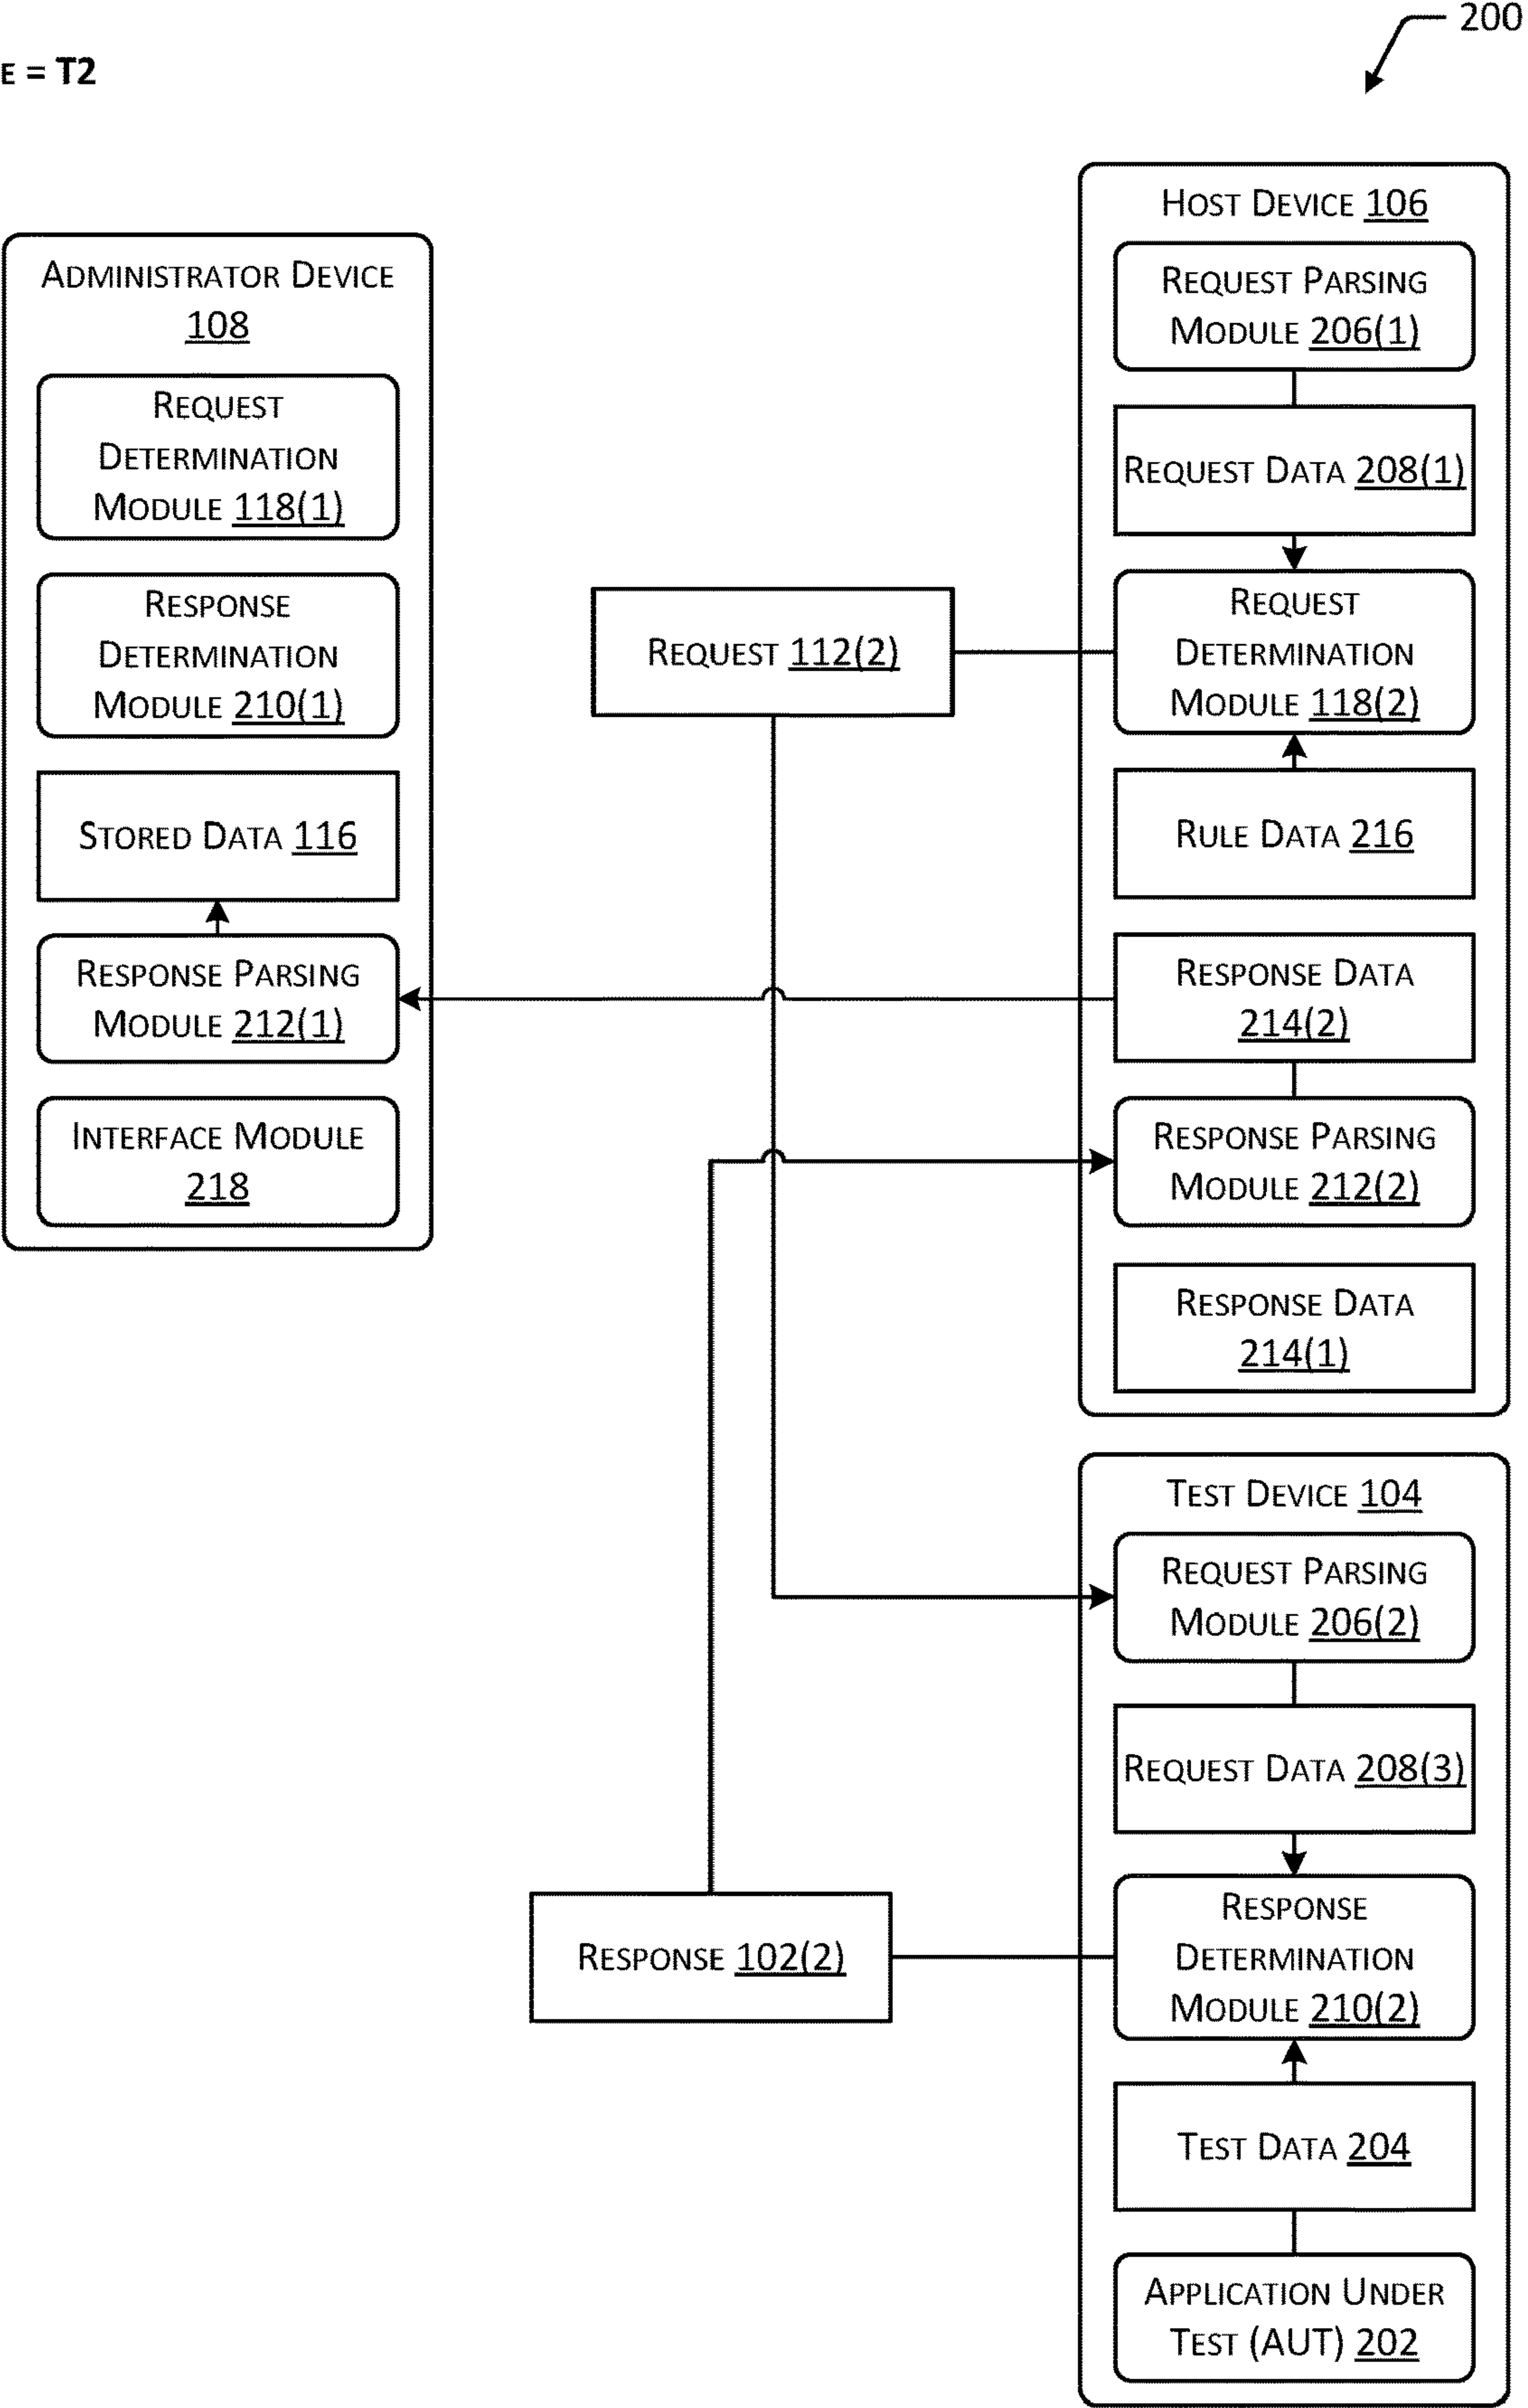 200
E = T2
HOST DEVICE 106
REQUEST PARSING
MODULE 206(1)
REQUEST DATA 208(1)
REQUEST
DETERMINATION
MODULE 118(2)
RULE DATA 216
RESPONSE DATA
214(2)
RESPONSE PARSING
MODULE 212(2)
RESPONSE DATA
214(1)
ADMINISTRATOR DEVICE
108
REQUEST
DETERMINATION
MODULE 118(1)
RESPONSE
DETERMINATION
MODULE 210(1)
STORED DATA 116
RESPONSE PARSING
MODULE 212(1)
INTERFACE MODULE
218
REQUEST 112(2)
TEST DEVICE 104
REQUEST PARSING
MODULE 206(2)
REQUEST DATA 208(3)
RESPONSE
DETERMINATION
MODULE 210(2)
TEST DATA 204
APPLICATION UNDER
TEST (AUT) 202
RESPONSE 102(2)